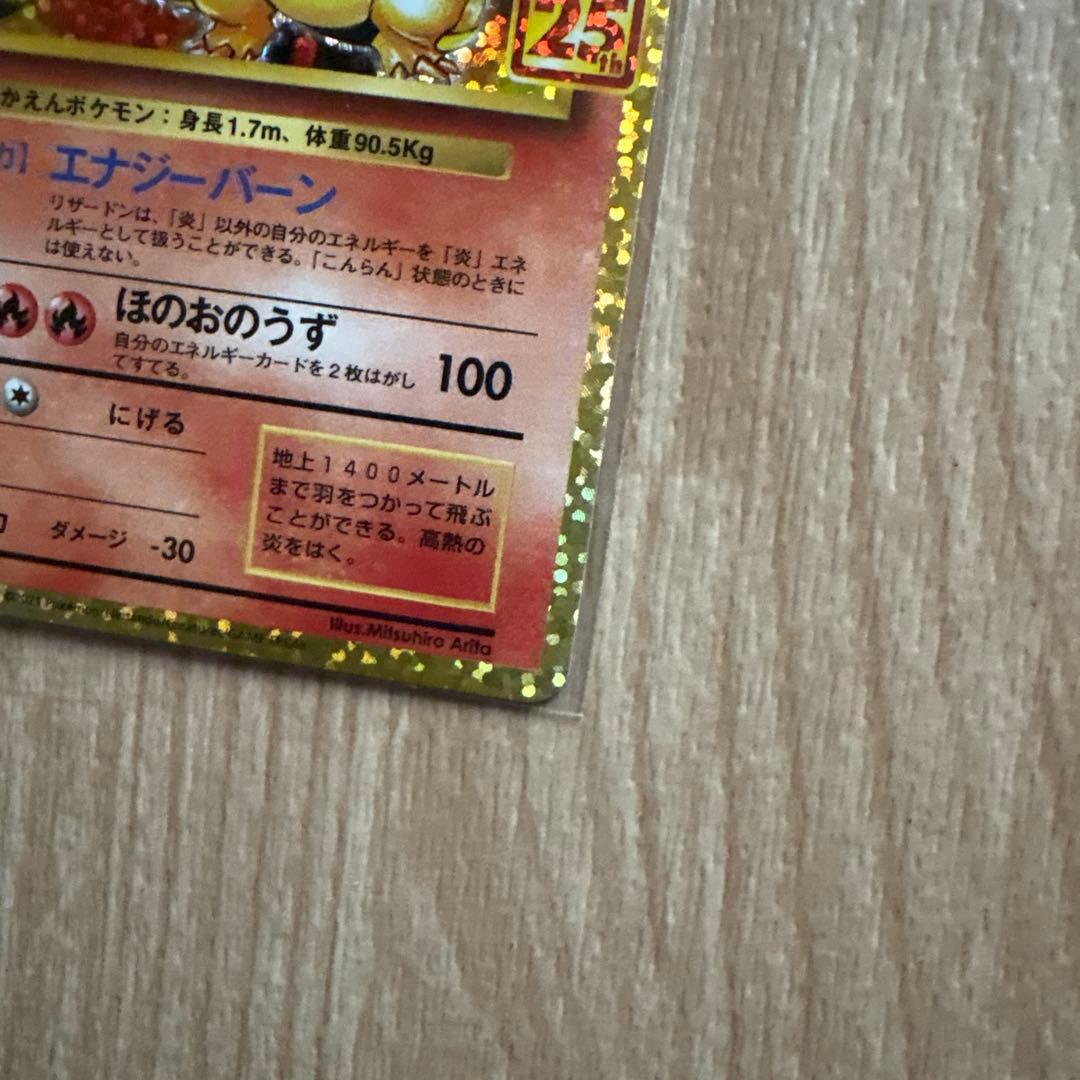 25th
かえんポケモン：身長1.7m、体重90.5Kg
カ】 エナジーバーン
リザードンは、「炎」以外の自分のエネルギーを「炎」エネ
ルギーとして扱うことができる。「こんらん」状態のときに
は使えない。
ほのおのうず
自分のエネルギーカードを２枚はがし
てすてる。
100
にげる
地上１４００メートル
まで羽をつかって飛ぶ
ことができる。高熱の
炎をはく。
ダメージ -30
Illus.Mitsuhiro Arita